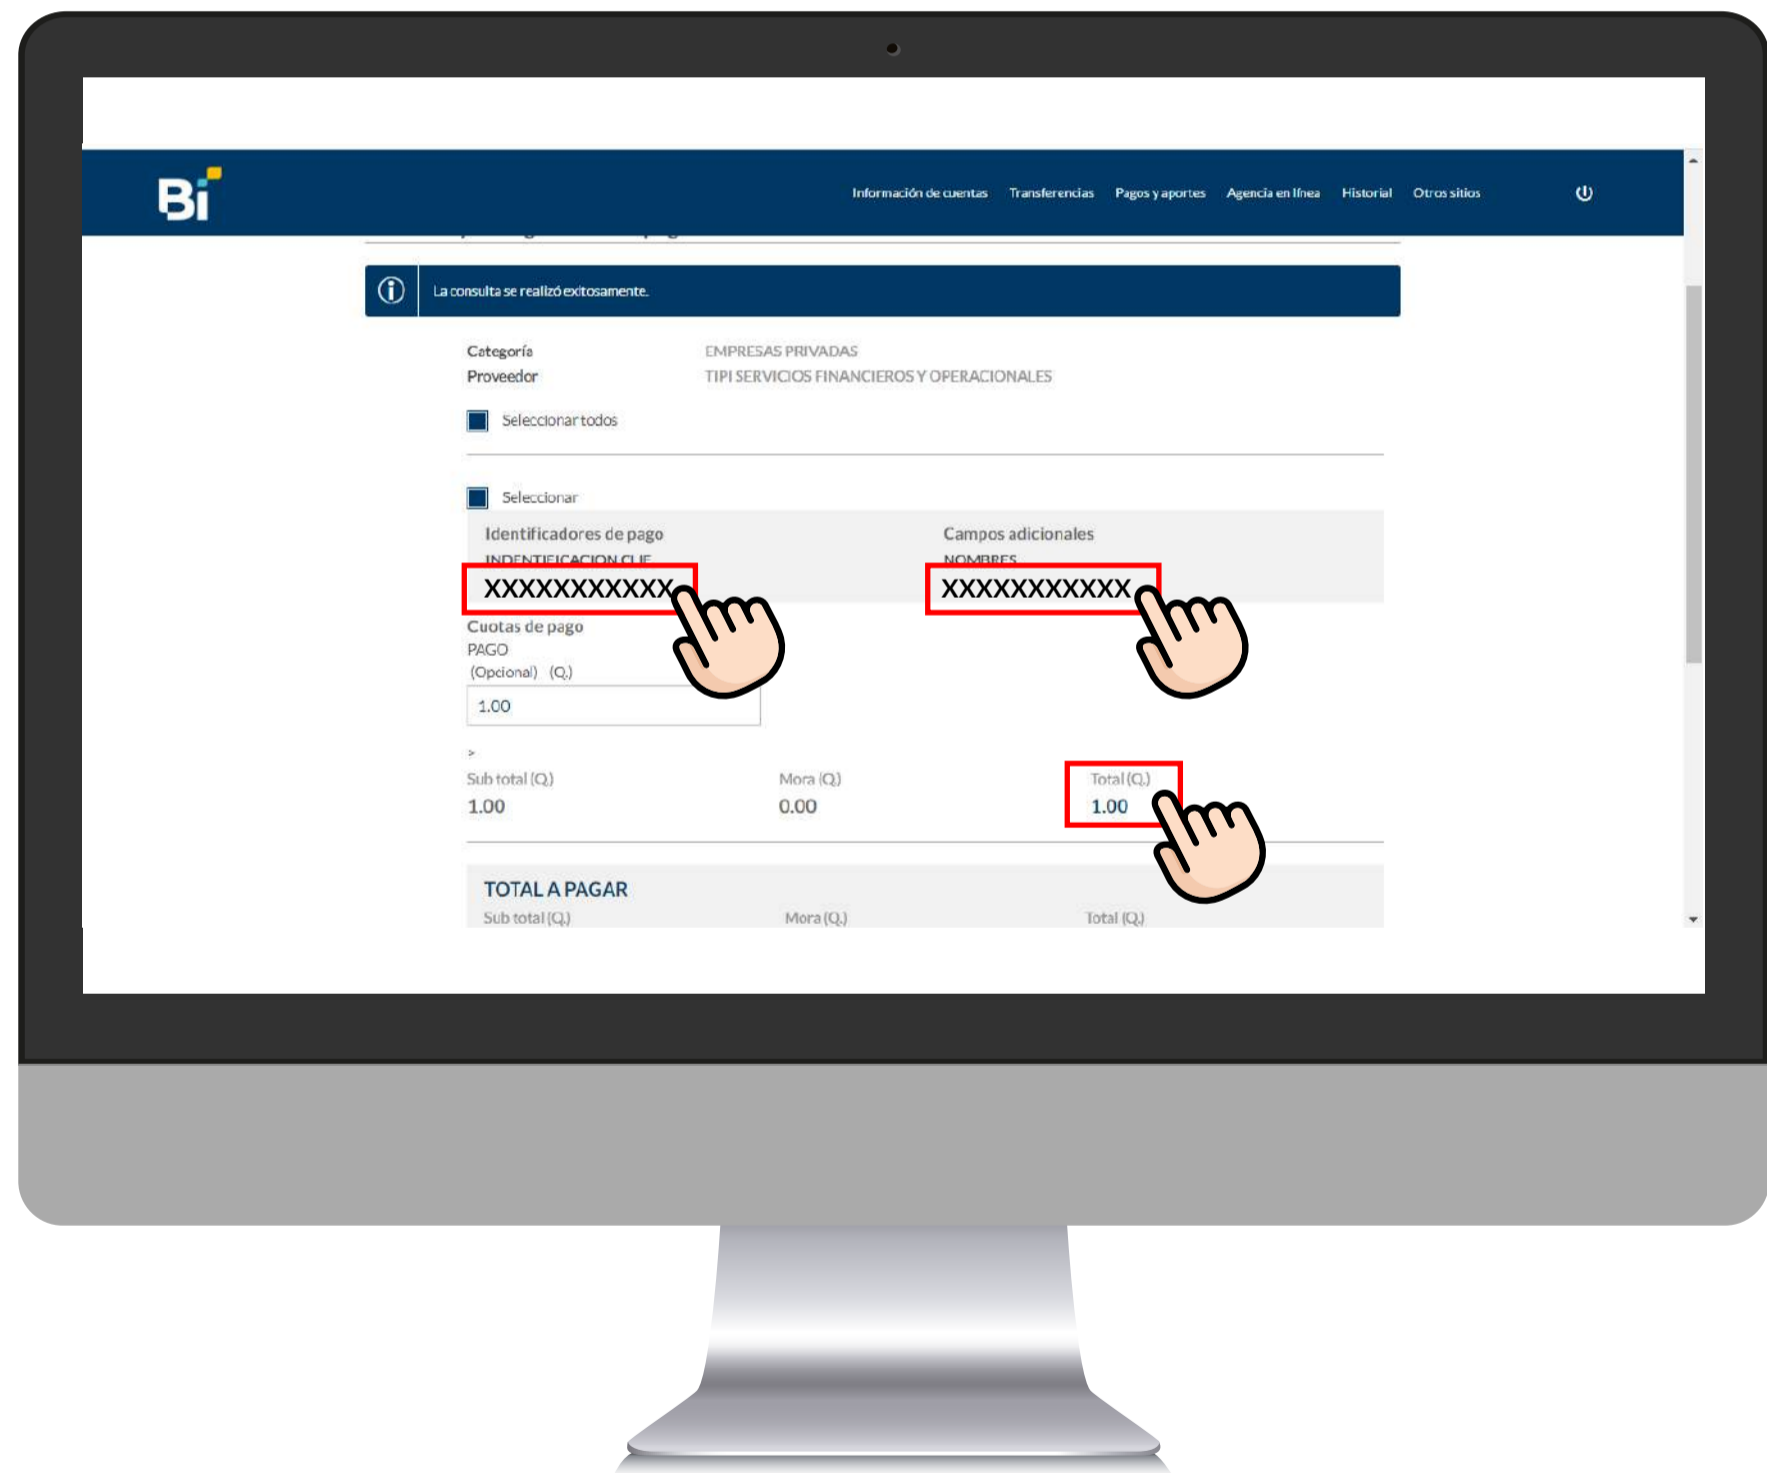 Bi
Información de cuentas Transferencias Pagos y aportes Agencia en línea Historial Otros sitios
La consulta se realizó exitosamente.
Categoría EMPRESAS PRIVADAS
Proveedor TIPI SERVICIOS FINANCIEROS Y OPERACIONALES
Seleccionar todos
Seleccionar
Identificadores de pago Campos adicionales
INDENTIFICACION CLIE NOMBRES
XXXXXXXXXXX XXXXXXXXXXX
Cuotas de pago
PAGO
(Opcional) (Q.)
1.00
>
Sub total (Q.) Mora (Q.) Total (Q.)
1.00 0.00 1.00
TOTAL A PAGAR
Sub total (Q.) Mora (Q.) Total (Q.)